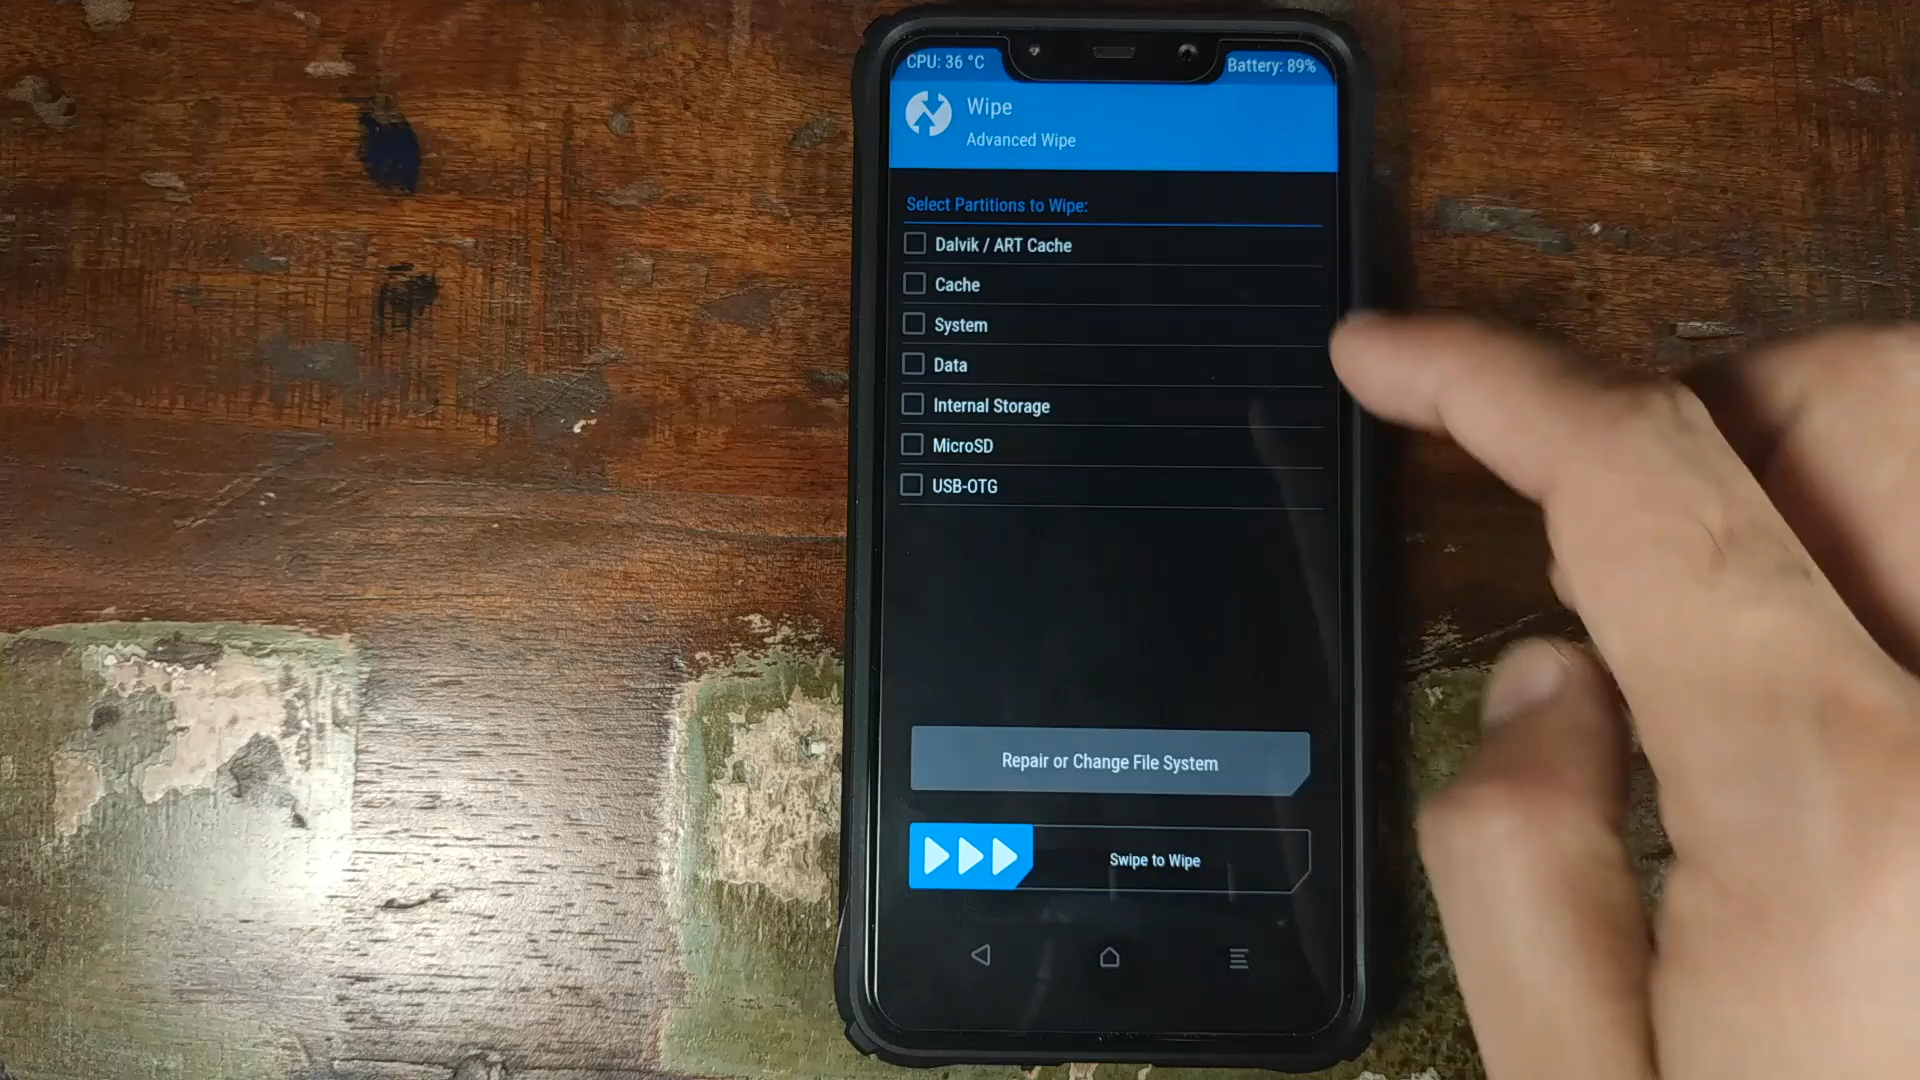 CPU: 36 °C
Battery: 89%
Wipe
Advanced Wipe
Select Partitions to Wipe:
Dalvik / ART Cache
Cache
System
Data
Internal Storage
MicroSD
USB-OTG
Repair or Change File System
Swipe to Wipe